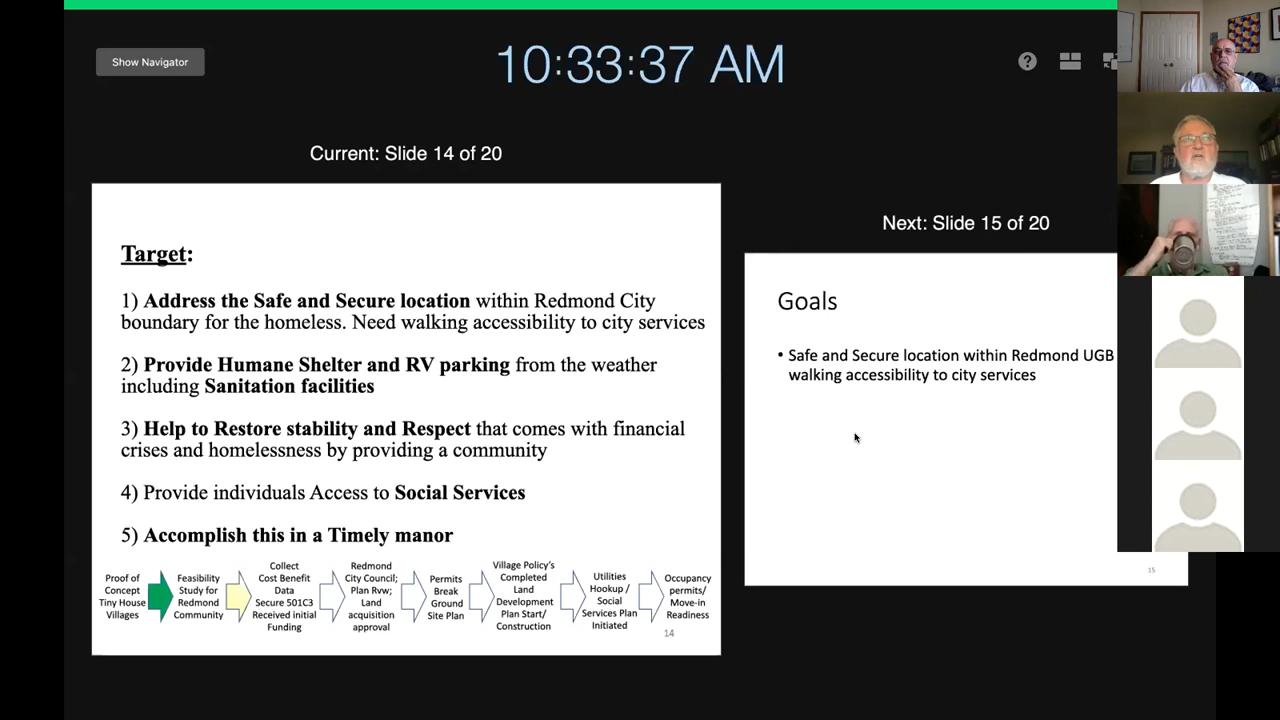 Show Navigator
10:33:37 AM
Current: Slide 14 of 20
Target:
1) Address the Safe and Secure location within Redmond City
boundary for the homeless. Need walking accessibility to city services
2) Provide Humane Shelter and RV parking from the weather
including Sanitation facilities
3) Help to Restore stability and Respect that comes with financial
crises and homelessness by providing a community
4) Provide individuals Access to Social Services
5) Accomplish this in a Timely manor
Proof of
Concept
Tiny House
Villages
Feasibility
Study for
Redmond
Community
Collect
Cost Benefit
Data
Secure 501C3
Received initial
Funding
Redmond
City Council;
Plan Rvw;
Land
acquisition
approval
Permits
Break
Ground
Site Plan
Village Policy's
Completed
Land
Development
Plan Start/
Construction
Utilities
Hookup /
Social
Services Plan
Initiated
Occupancy
permits/
Move-in
Readiness
14
Next: Slide 15 of 20
Goals
• Safe and Secure location within Redmond UGB
walking accessibility to city services
15